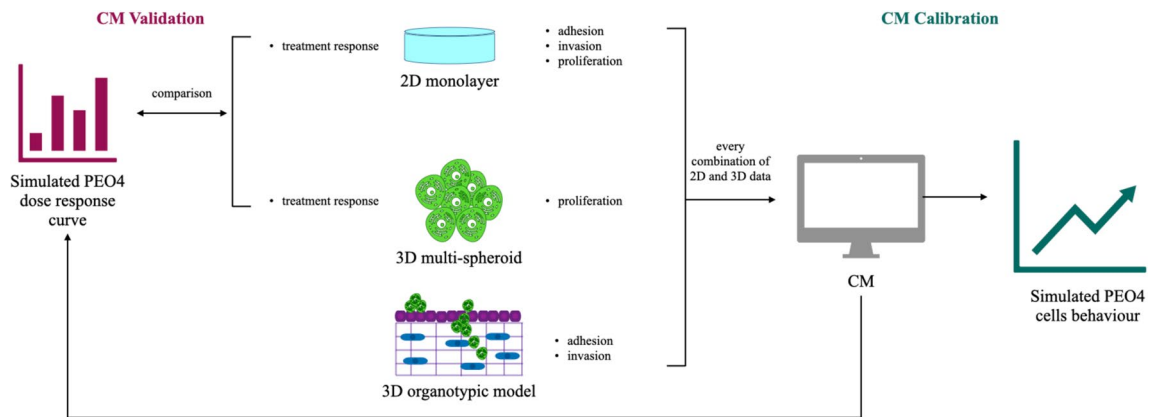 CM Validation
CM Calibration
• treatment response
• adhesion
• invasion
• proliferation
2D monolayer
comparison
every
combination of
2D and 3D data
Simulated PEO4
dose response
curve
• treatment response
• proliferation
3D multi-spheroid
CM
Simulated PEO4
cells behaviour
• adhesion
• invasion
3D organotypic model